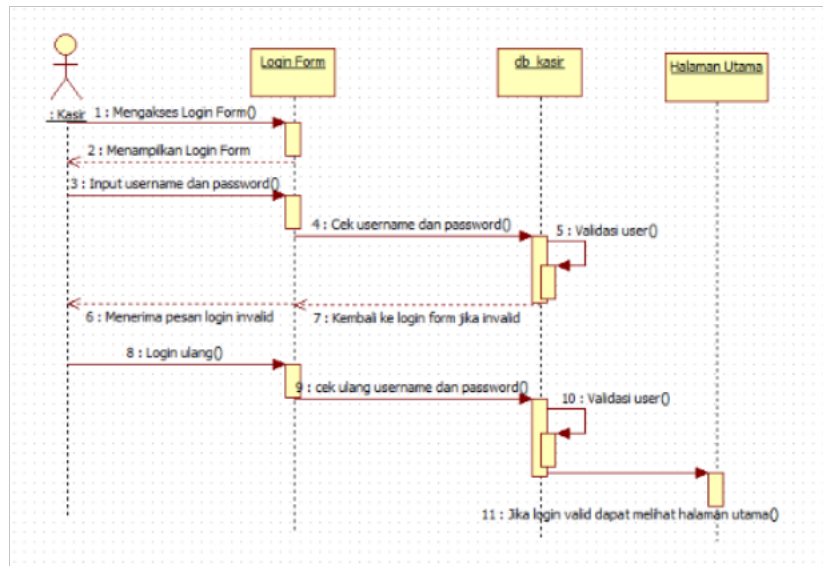 Login Form
db_kasir
Halaman Utama
: Kasir
1 : Mengakses Login Form()
2 : Menampilkan Login Form
3 : Input username dan password()
4 : Cek username dan password()
5 : Validasi user()
6 : Menerima pesan login invalid
7 : Kembali ke login form jika invalid
8 : Login ulang()
9 : cek ulang username dan password()
10 : Validasi user()
11 : Jika login valid dapat melihat halaman utama()